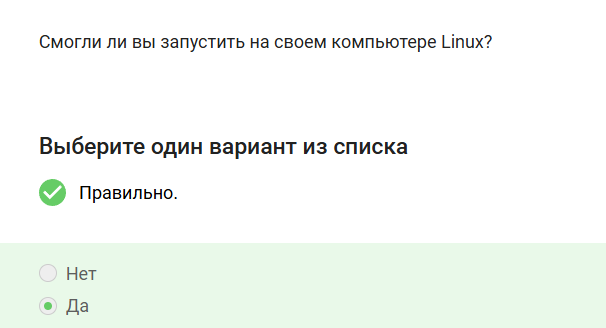 Смогли ли вы запустить на своем компьютере Linux?
Выберите один вариант из списка
Правильно.
Нет
Да